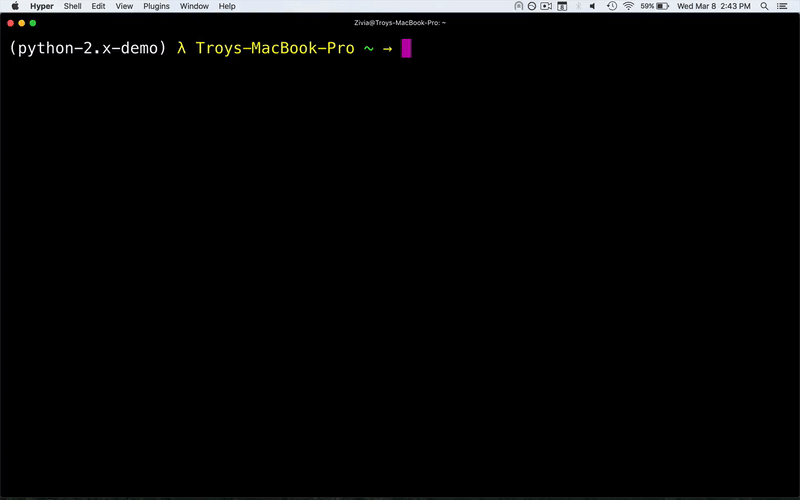 Hyper Shell Edit View Plugins Window Help 8 59% Wed Mar 8 2:43 PM
Zivia@Troys-MacBook-Pro: ~
(python-2.x-demo) λ Troys-MacBook-Pro ~ →